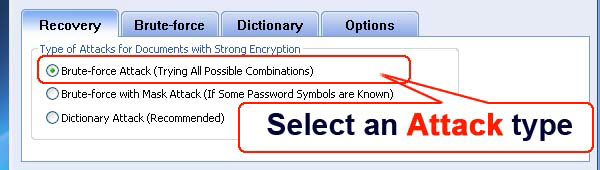 Recovery Brute-force Dictionary Options
Type of Attacks for Documents with Strong Encryption
Brute-force Attack (Trying All Possible Combinations)
Brute-force with Mask Attack (If Some Password Symbols are Known)
Dictionary Attack (Recommended)
Select an Attack type